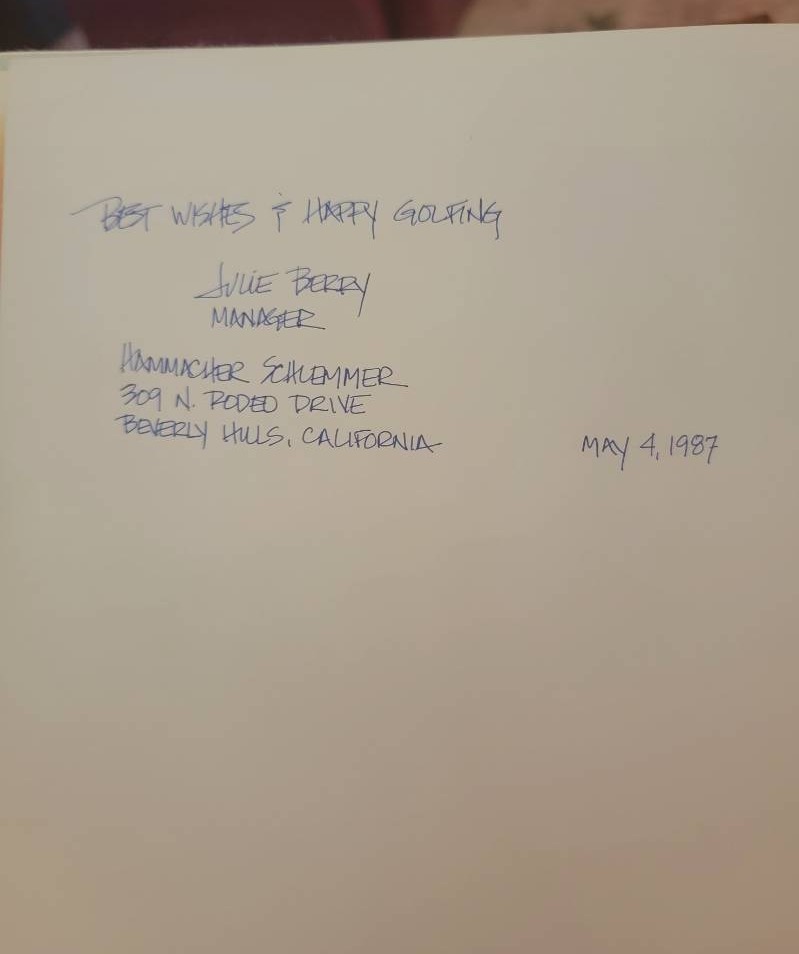 BEST WISHES & HAPPY GOLFING
JULIE BERRY
MANAGER
HAMMACHER SCHLEMMER
309 N. RODEO DRIVE
BEVERLY HILLS, CALIFORNIA
MAY 4, 1987